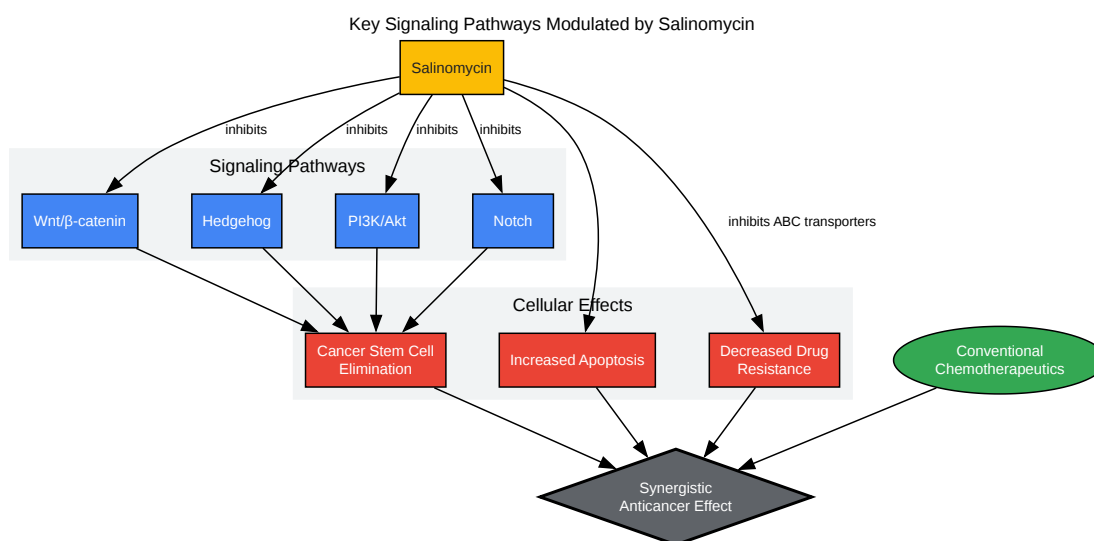 Key Signaling Pathways Modulated by Salinomycin
Salinomycin
inhibits
inhibits
inhibits
inhibits
Signaling Pathways
Wnt/β-catenin
Hedgehog
PI3K/Akt
Notch
inhibits ABC transporters
Cellular Effects
Cancer Stem Cell
Elimination
Increased Apoptosis
Decreased Drug
Resistance
Conventional
Chemotherapeutics
Synergistic
Anticancer Effect